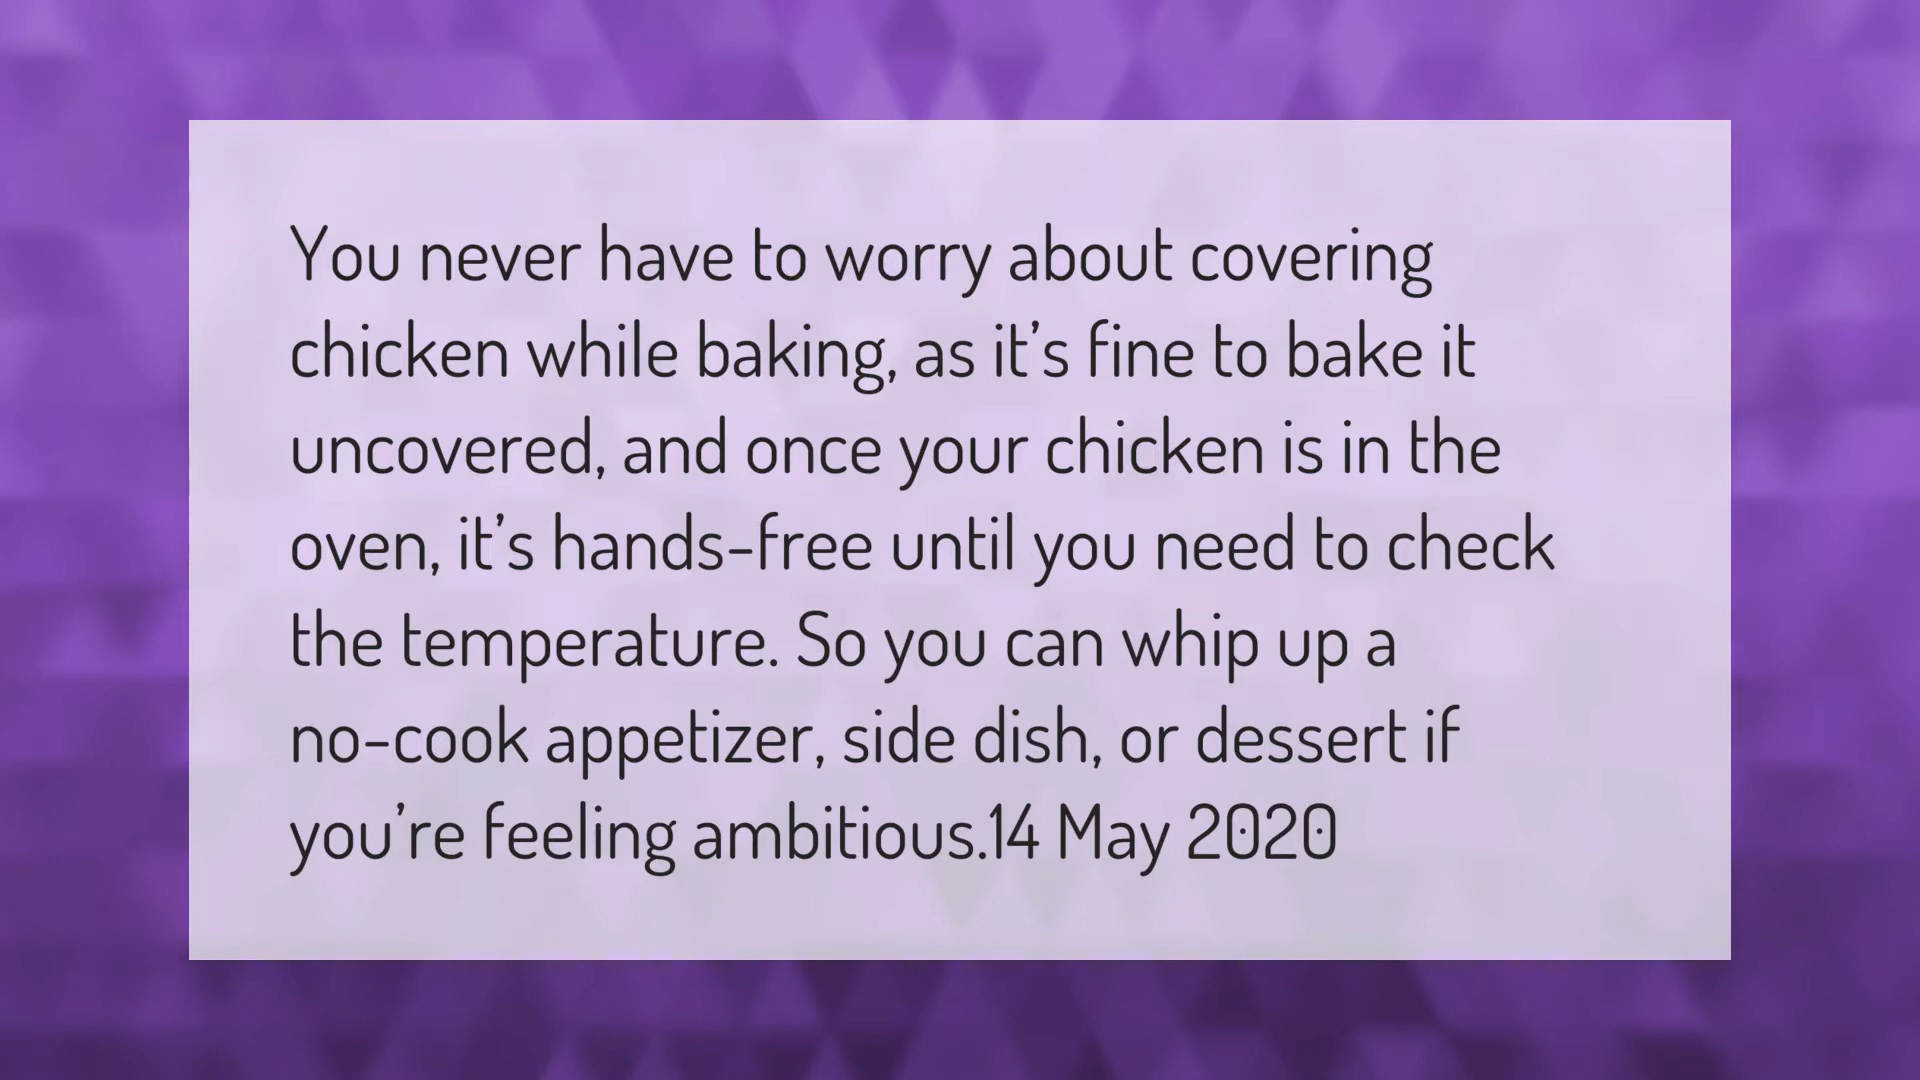 You never have to worry about covering
chicken while baking, as it’s fine to bake it
uncovered, and once your chicken is in the
oven, it’s hands-free until you need to check
the temperature. So you can whip up a
no-cook appetizer, side dish, or dessert if
you’re feeling ambitious.14 May 2020